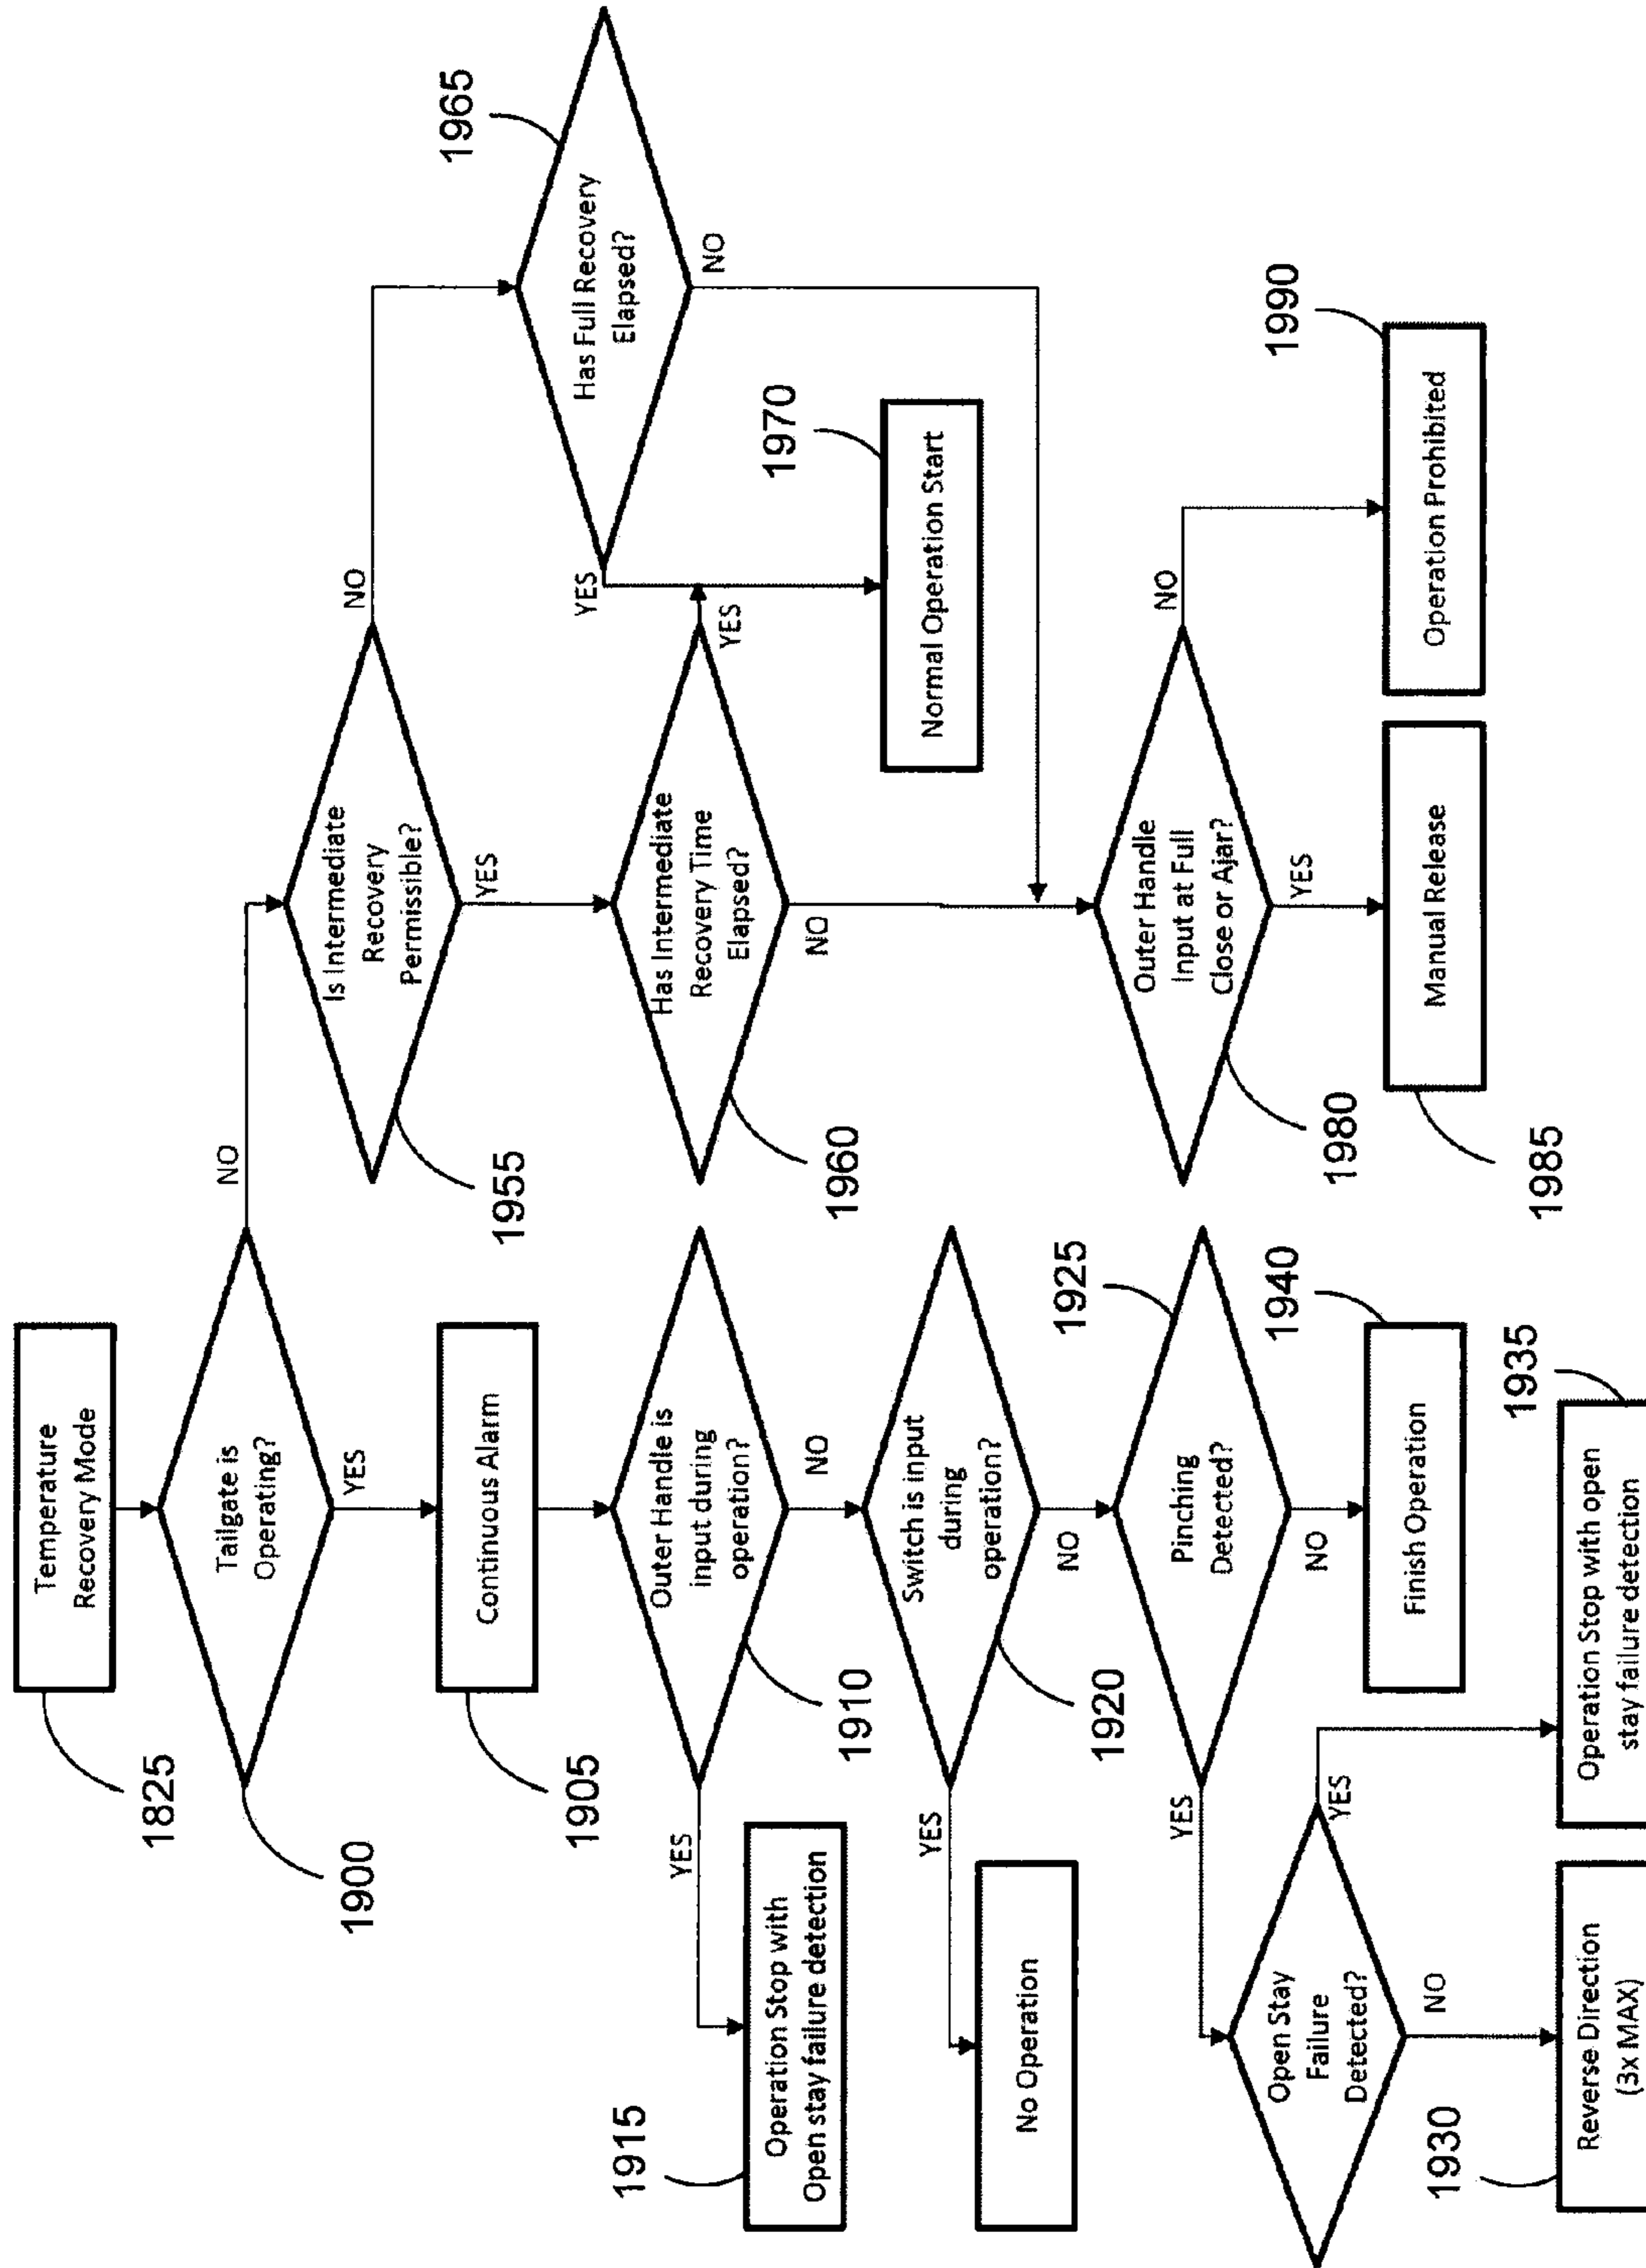 1825
Temperature
Recovery Mode
1900
Tailgate is
Operating?
NO
YES
1905
Continuous Alarm
1910
Outer Handle is
input during
operation?
YES
NO
1915
Operation Stop with
Open stay failure detection
1920
Switch is input
during
operation?
YES
NO
No Operation
1925
Pinching
Detected?
YES
NO
1940
Finish Operation
Open Stay
Failure
Detected?
YES
NO
1930
Reverse Direction
(3x MAX)
1935
Operation Stop with open
stay failure detection
1955
Is Intermediate
Recovery
Permissible?
NO
YES
1960
Has Intermediate
Recovery Time
Elapsed?
YES
NO
1965
Has Full Recovery
Elapsed?
YES
NO
1970
Normal Operation Start
1980
Outer Handle
Input at Full
Close or Ajar?
NO
YES
1985
Manual Release
1990
Operation Prohibited